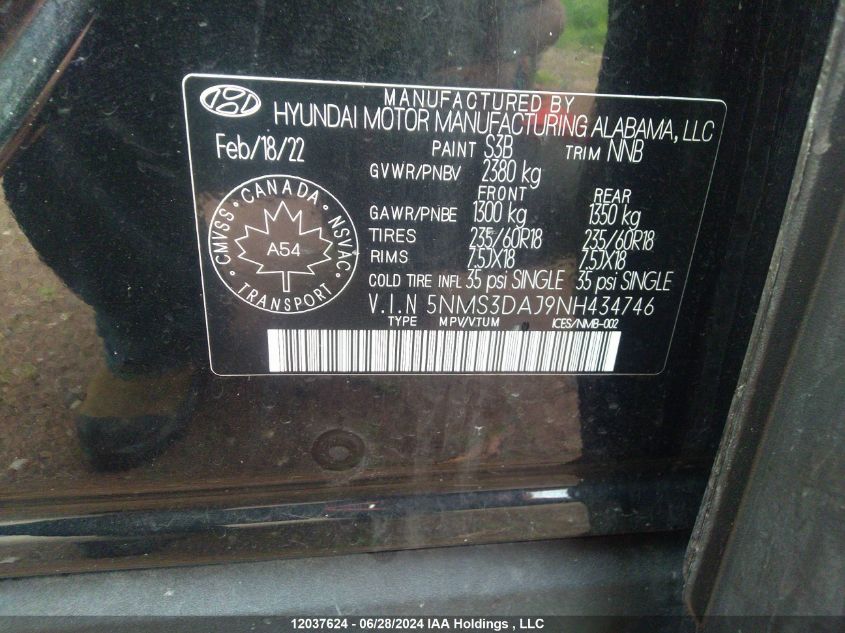 MANUFACTURED BY
HYUNDAI MOTOR MANUFACTURING ALABAMA, LLC
Feb/18/22 PAINT S3B TRIM NNB
GVWR/PNBV 2380 kg
FRONT REAR
GAWR/PNBE 1300 kg 1350 kg
TIRES 235/60R18 235/60R18
RIMS 7.5JX18 7.5JX18
COLD TIRE INFL 35 psi SINGLE 35 psi SINGLE
V.I.N 5NMS3DAJ9NH434746
TYPE MPV/VTUM ICES/NMB-002
CANADA
CMVSS NSVAC
A54
TRANSPORT
12037624 - 06/28/2024 IAA Holdings , LLC